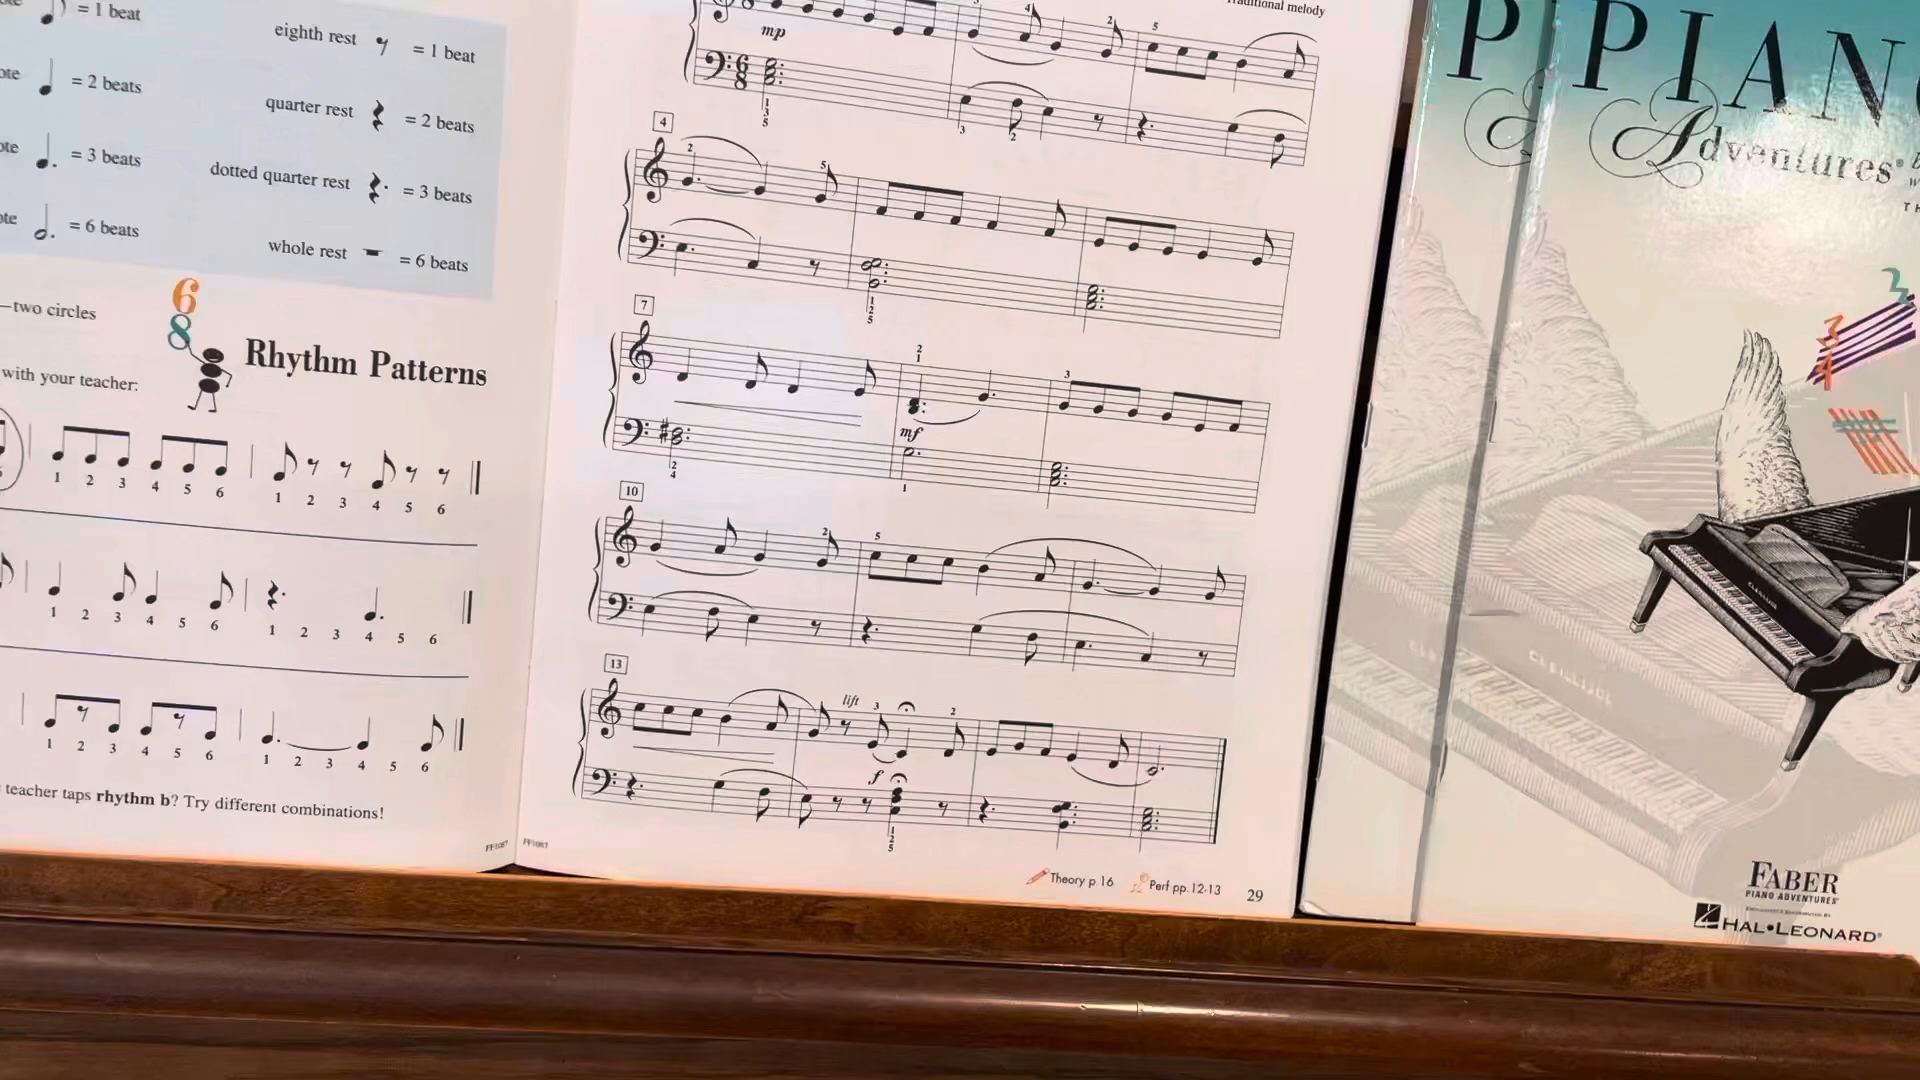 = 1 beat
eighth rest = 1 beat
= 2 beats
quarter rest = 2 beats
= 3 beats
dotted quarter rest = 3 beats
= 6 beats
whole rest = 6 beats
—two circles
6
8
Rhythm Patterns
with your teacher:
1 2 3 4 5 6 1 2 3 4 5 6
1 2 3 4 5 6 1 2 3 4 5 6
1 2 3 4 5 6 1 2 3 4 5 6
teacher taps rhythm b? Try different combinations!
FF1087
Traditional melody
mp
6
8
4
7
mf
10
13
lift
f
FF1087
Theory p. 16 Perf pp. 12-13 29
PIANO
Adventures®
FABER
PIANO ADVENTURES®
HAL•LEONARD®